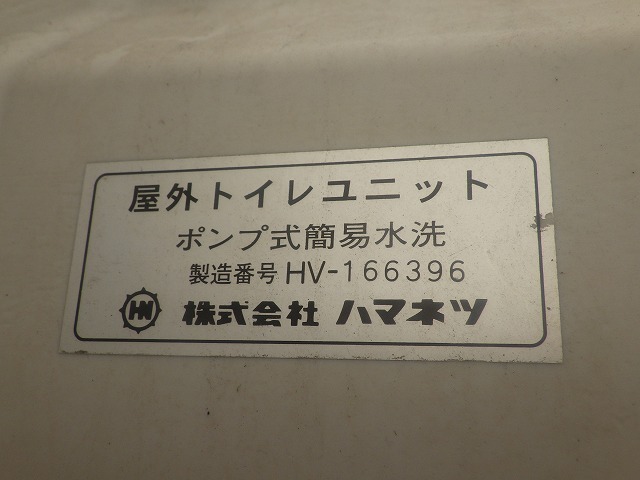 屋外トイレユニット
ポンプ式簡易水洗
製造番号 HV-166396
HN 株式会社 ハマネツ